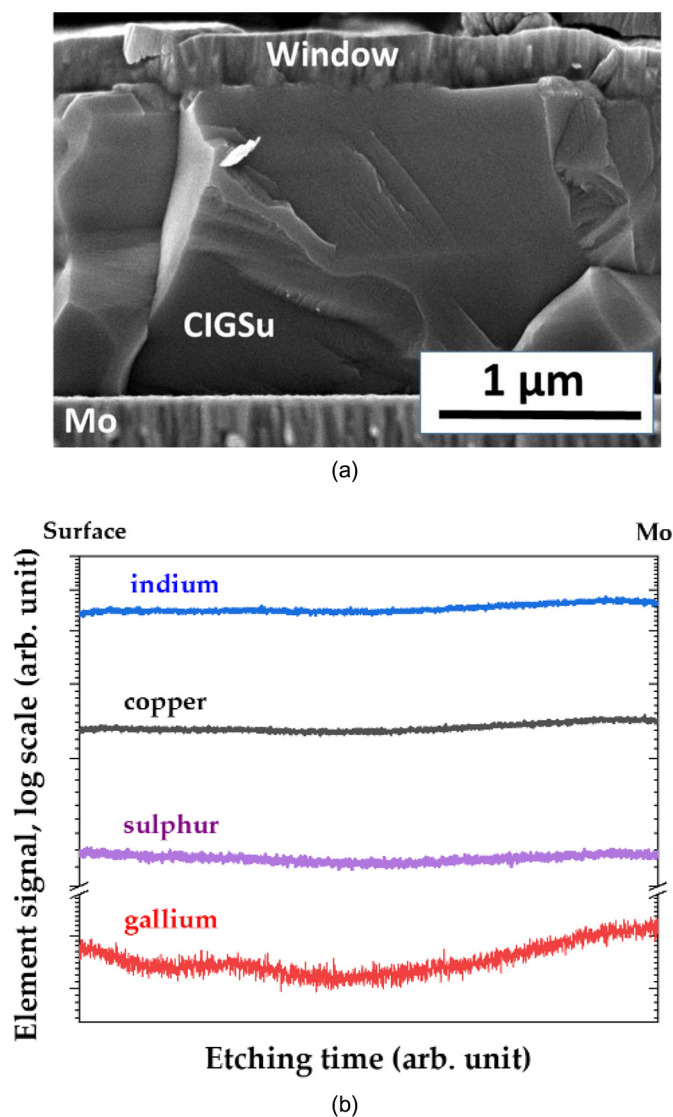 Window
CIGSu
1 µm
Mo
(a)
Surface
Mo
Element signal, log scale (arb. unit)
indium
copper
sulphur
gallium
Etching time (arb. unit)
(b)